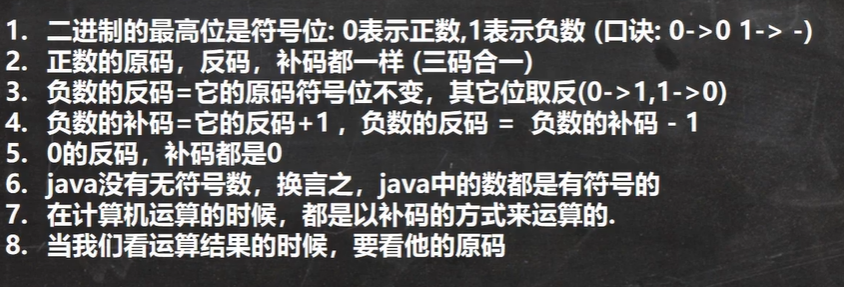 1. 二进制的最高位是符号位: 0表示正数,1表示负数 (口诀: 0->0 1-> -)
2. 正数的原码，反码，补码都一样 (三码合一)
3. 负数的反码=它的原码符号位不变，其它位取反(0->1,1->0)
4. 负数的补码=它的反码+1 ，负数的反码 = 负数的补码 - 1
5. 0的反码，补码都是0
6. java没有无符号数，换言之，java中的数都是有符号的
7. 在计算机运算的时候，都是以补码的方式来运算的.
8. 当我们看运算结果的时候，要看他的原码